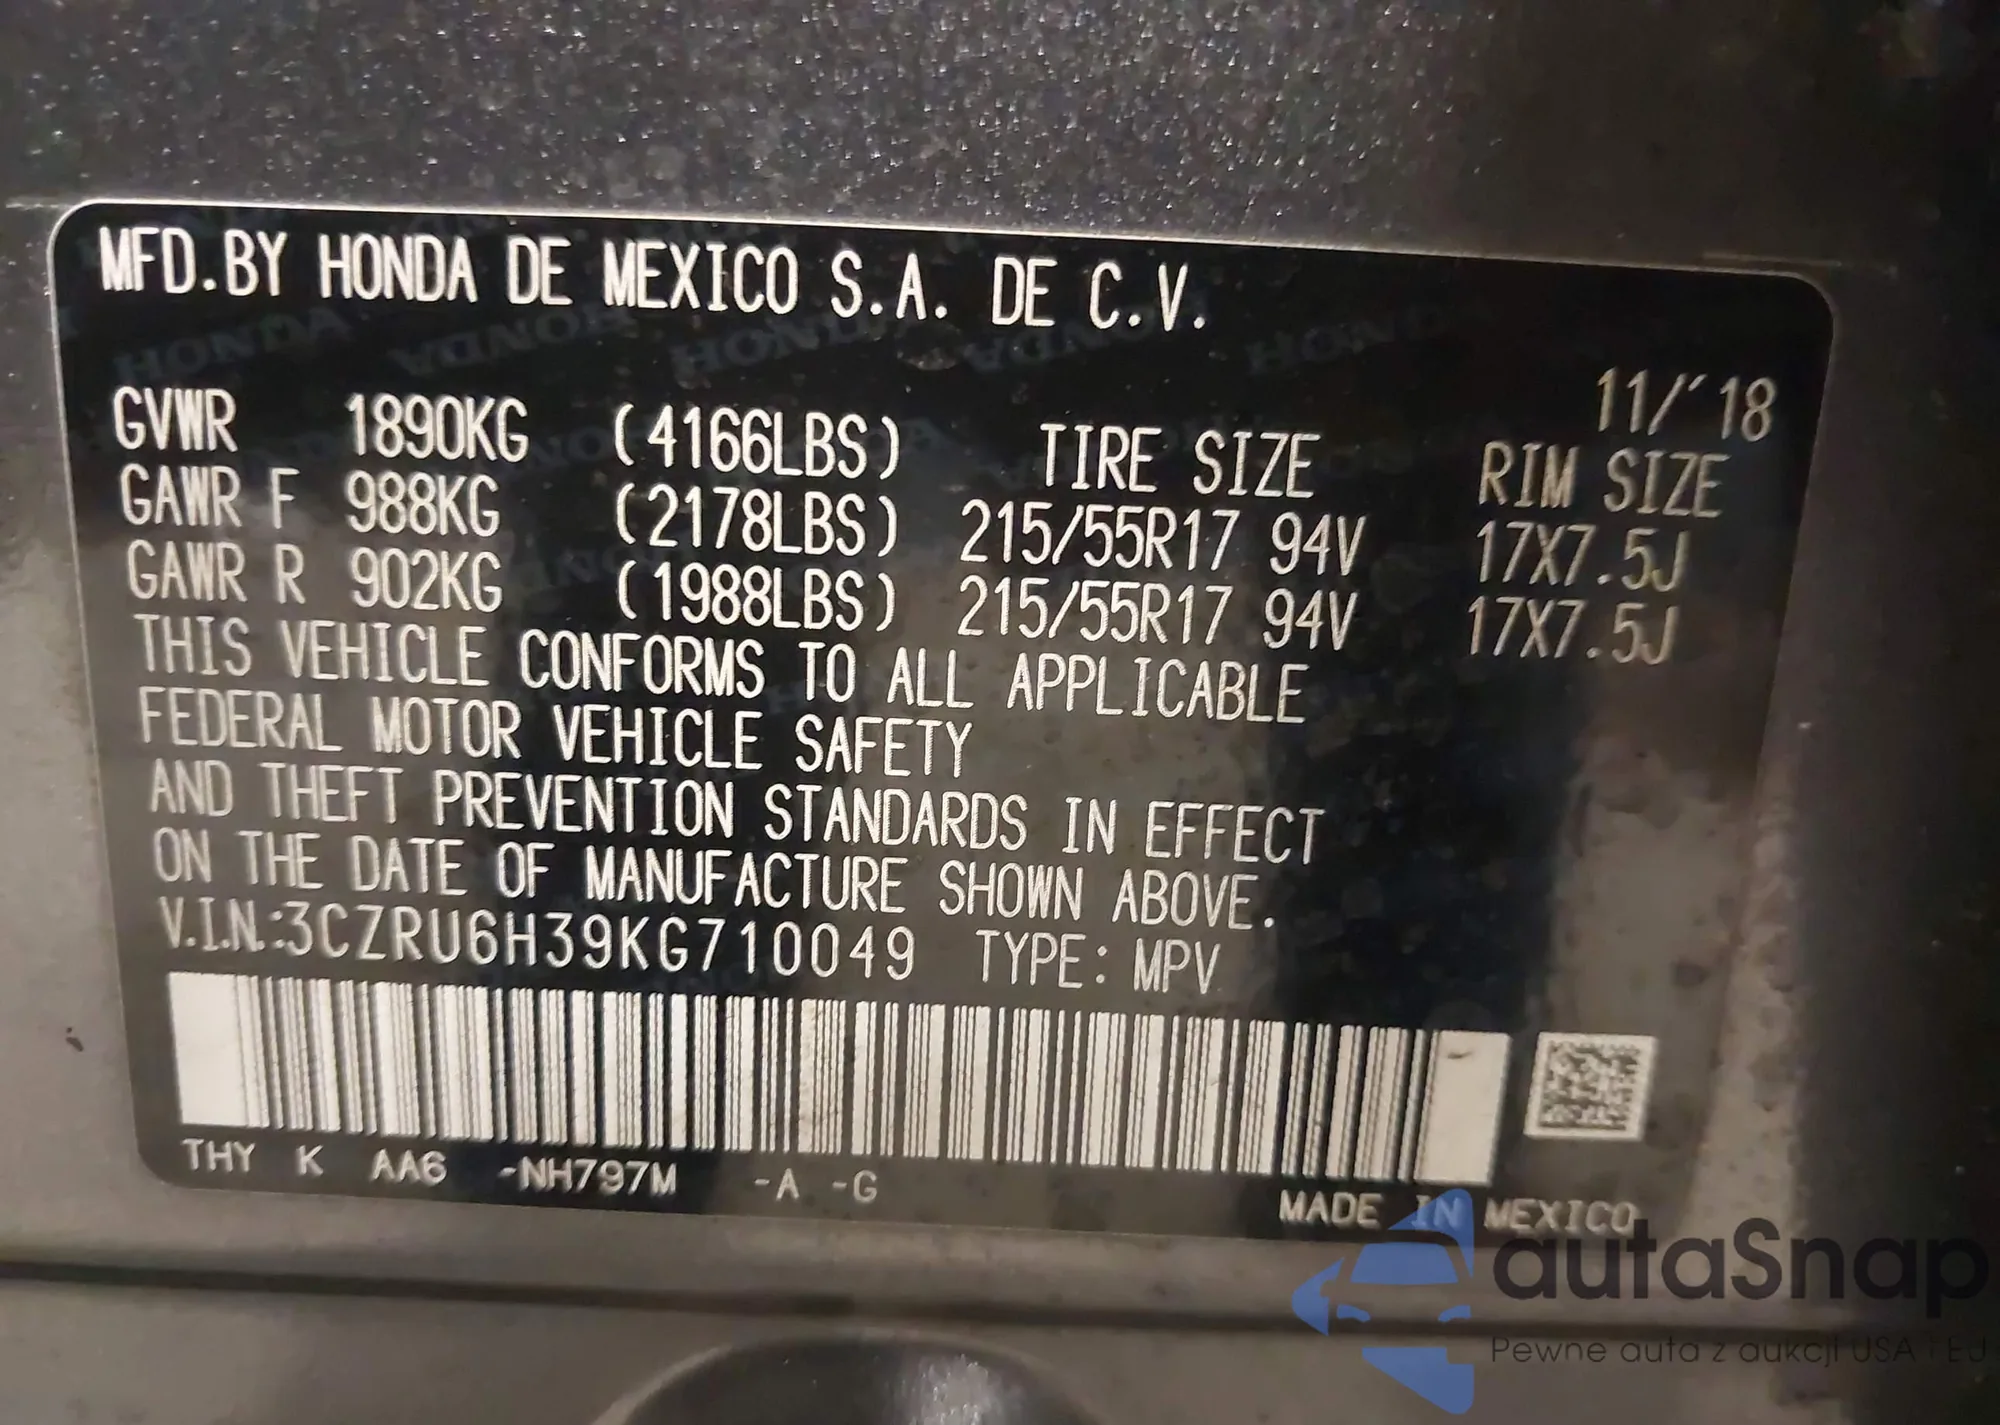 MFD.BY HONDA DE MEXICO S.A. DE C.V.
11/'18
GVWR 1890KG (4166LBS) TIRE SIZE RIM SIZE
GAWR F 988KG (2178LBS) 215/55R17 94V 17X7.5J
GAWR R 902KG (1988LBS) 215/55R17 94V 17X7.5J
THIS VEHICLE CONFORMS TO ALL APPLICABLE
FEDERAL MOTOR VEHICLE SAFETY
AND THEFT PREVENTION STANDARDS IN EFFECT
ON THE DATE OF MANUFACTURE SHOWN ABOVE.
V.I.N.:3CZRU6H39KG710049 TYPE: MPV
THY K AA6 -NH797M -A -G
MADE IN MEXICO
autaSnap
Pewne auta z aukcji USA i EJ